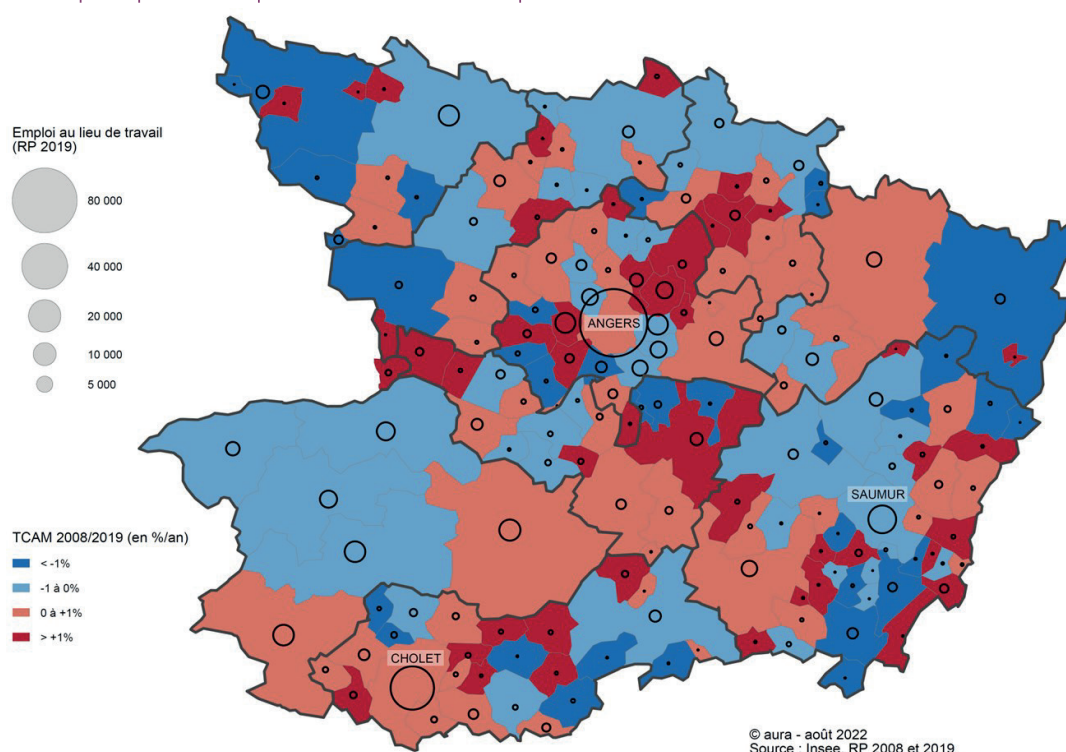 Emploi au lieu de travail
(RP 2019)
80 000
40 000
20 000
10 000
5 000
ANGERS
SAUMUR
TCAM 2008/2019 (en %/an)
< -1%
-1 à 0%
0 à +1%
> +1%
CHOLET
© aura - août 2022
Source : Insee, RP 2008 et 2019